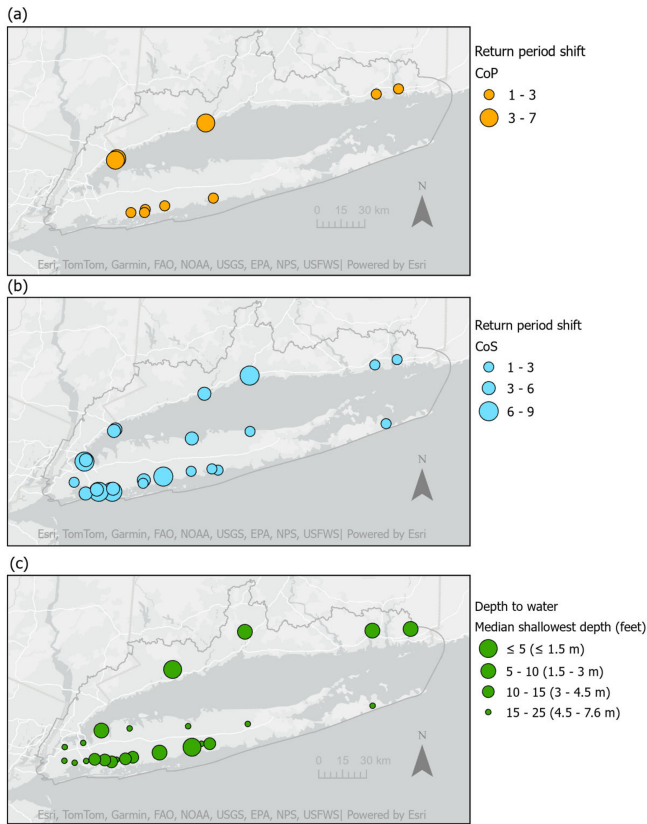 (a)
Return period shift
CoP
1 - 3
3 - 7
N
0 15 30 km
Esri, TomTom, Garmin, FAO, NOAA, USGS, EPA, NPS, USFWS| Powered by Esri
(b)
Return period shift
CoS
1 - 3
3 - 6
6 - 9
N
Esri, TomTom, Garmin, FAO, NOAA, USGS, EPA, NPS, USFWS| Powered by Esri
(c)
Depth to water
Median shallowest depth (feet)
≤ 5 (≤ 1.5 m)
5 - 10 (1.5 - 3 m)
10 - 15 (3 - 4.5 m)
15 - 25 (4.5 - 7.6 m)
N
0 15 30 km
Esri, TomTom, Garmin, FAO, NOAA, USGS, EPA, NPS, USFWS| Powered by Esri